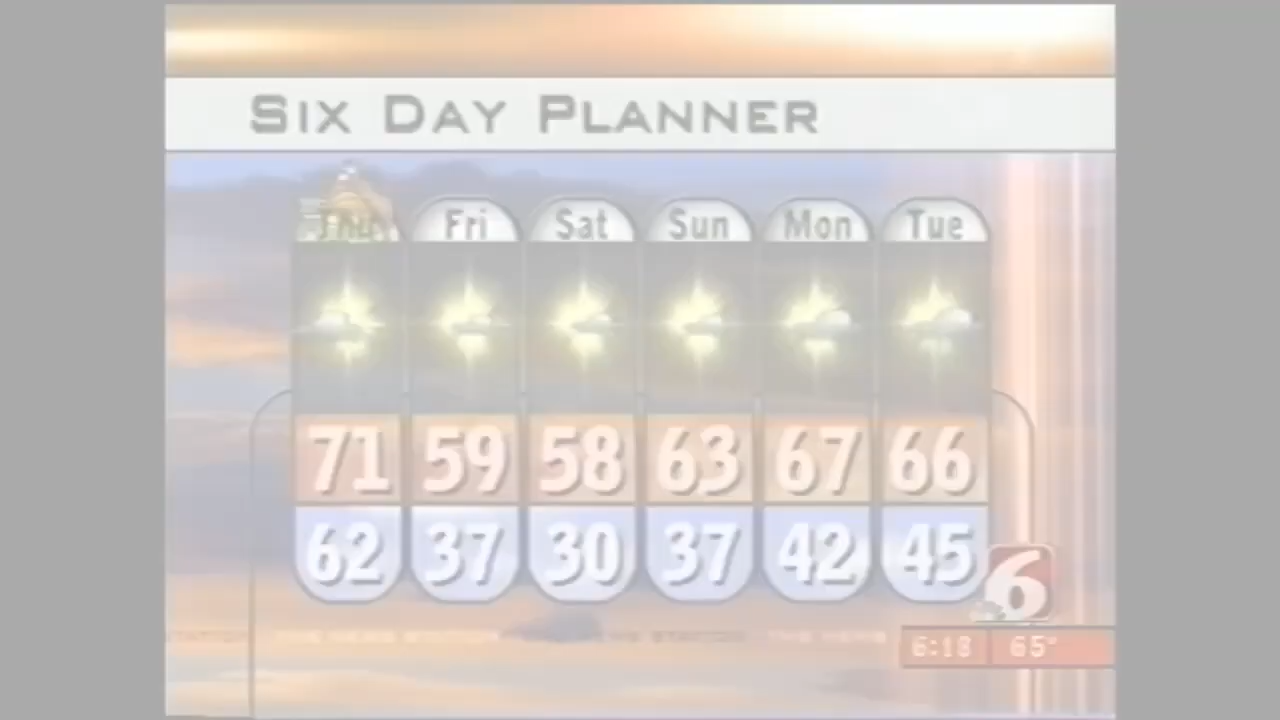 SIX DAY PLANNER
Thu Fri Sat Sun Mon Tue
71 59 58 63 67 66
62 37 30 37 42 45
6
6:18 65°